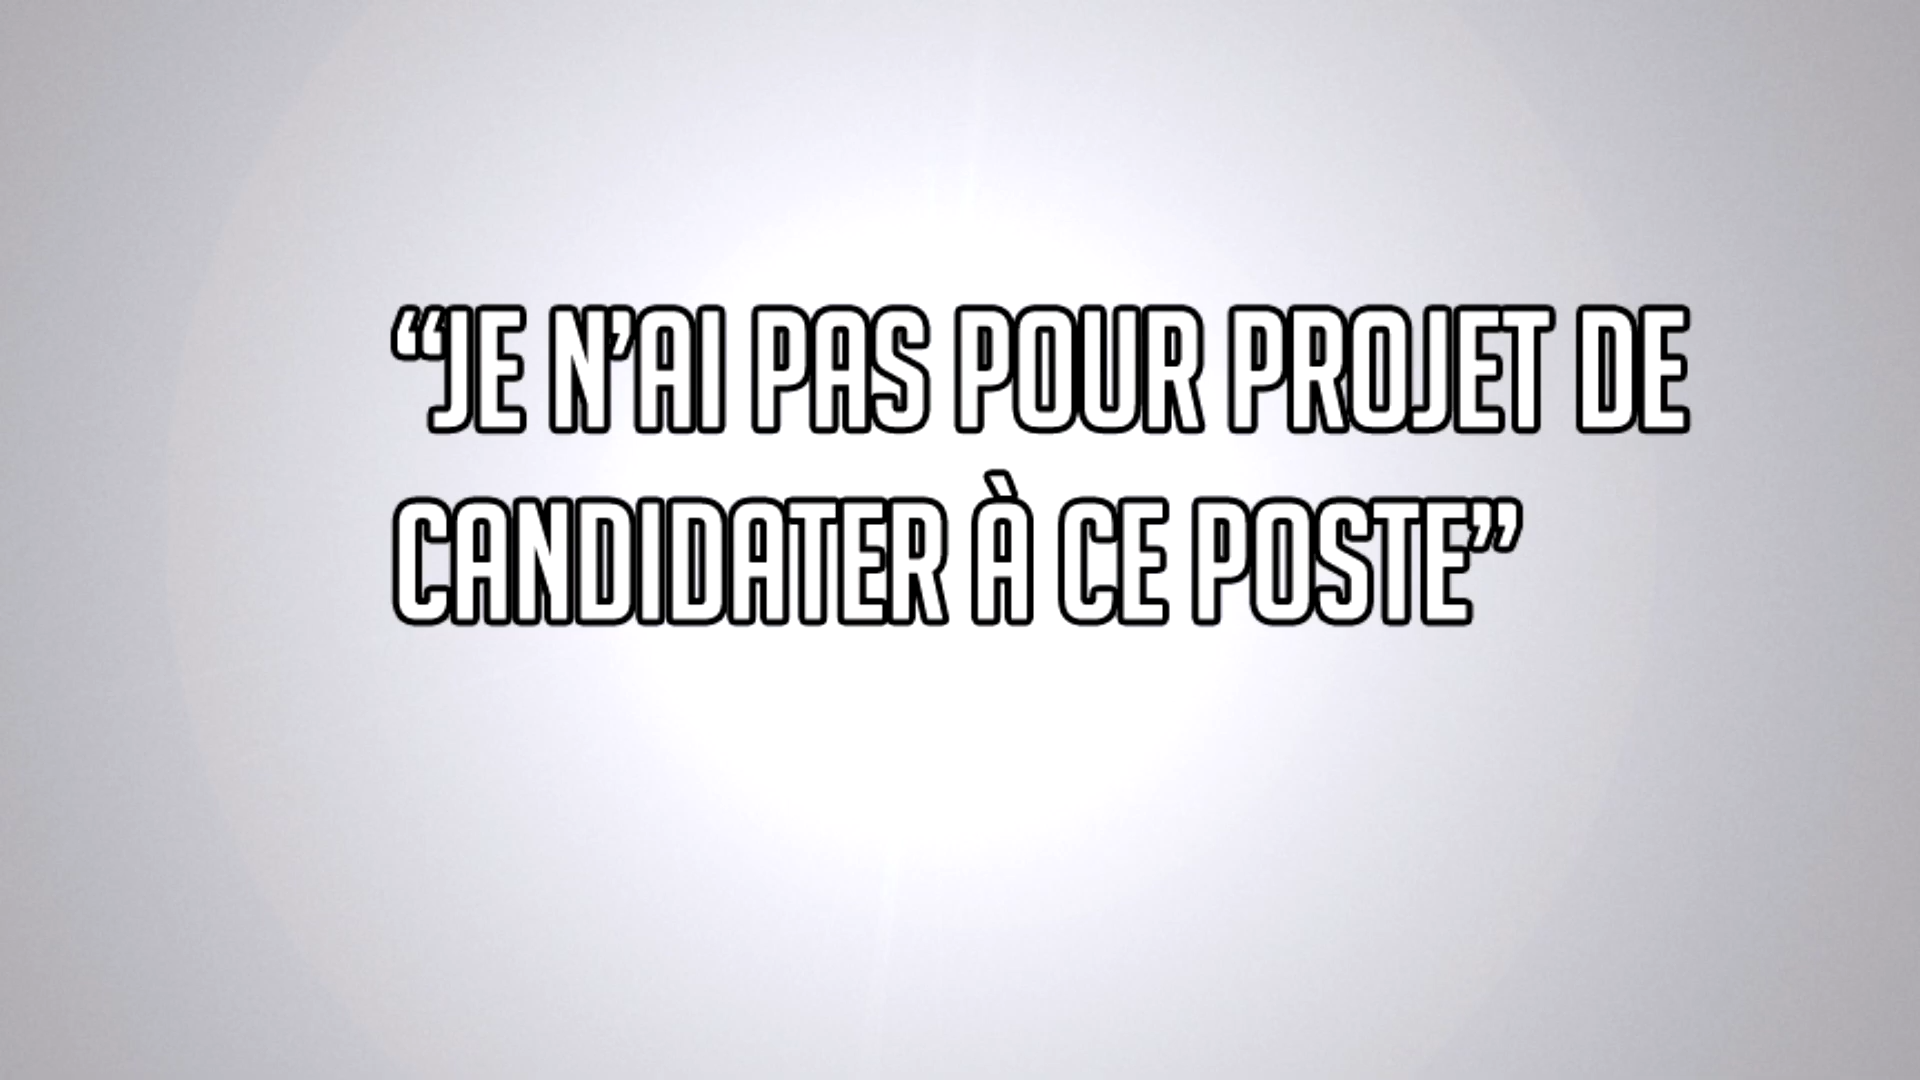 “JE N’AI PAS POUR PROJET DE
CANDIDATER À CE POSTE”